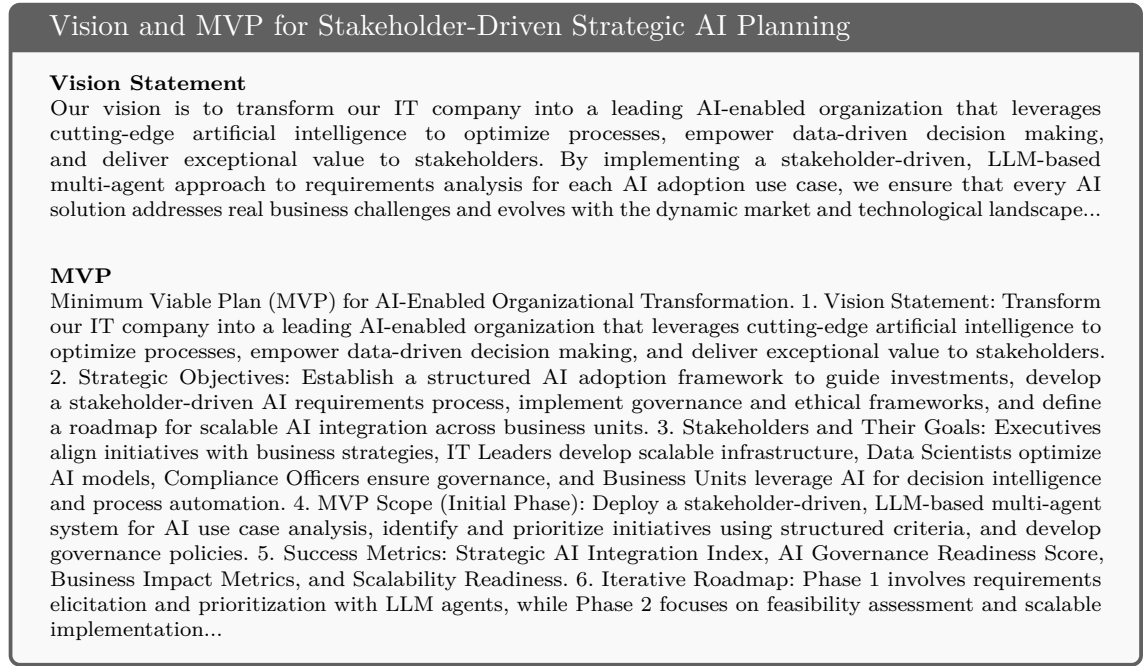 Vision and MVP for Stakeholder-Driven Strategic AI Planning
Vision Statement
Our vision is to transform our IT company into a leading AI-enabled organization that leverages
cutting-edge artificial intelligence to optimize processes, empower data-driven decision making,
and deliver exceptional value to stakeholders. By implementing a stakeholder-driven, LLM-based
multi-agent approach to requirements analysis for each AI adoption use case, we ensure that every AI
solution addresses real business challenges and evolves with the dynamic market and technological landscape...
MVP
Minimum Viable Plan (MVP) for AI-Enabled Organizational Transformation. 1. Vision Statement: Transform
our IT company into a leading AI-enabled organization that leverages cutting-edge artificial intelligence to
optimize processes, empower data-driven decision making, and deliver exceptional value to stakeholders.
2. Strategic Objectives: Establish a structured AI adoption framework to guide investments, develop
a stakeholder-driven AI requirements process, implement governance and ethical frameworks, and define
a roadmap for scalable AI integration across business units. 3. Stakeholders and Their Goals: Executives
align initiatives with business strategies, IT Leaders develop scalable infrastructure, Data Scientists optimize
AI models, Compliance Officers ensure governance, and Business Units leverage AI for decision intelligence
and process automation. 4. MVP Scope (Initial Phase): Deploy a stakeholder-driven, LLM-based multi-agent
system for AI use case analysis, identify and prioritize initiatives using structured criteria, and develop
governance policies. 5. Success Metrics: Strategic AI Integration Index, AI Governance Readiness Score,
Business Impact Metrics, and Scalability Readiness. 6. Iterative Roadmap: Phase 1 involves requirements
elicitation and prioritization with LLM agents, while Phase 2 focuses on feasibility assessment and scalable
implementation...